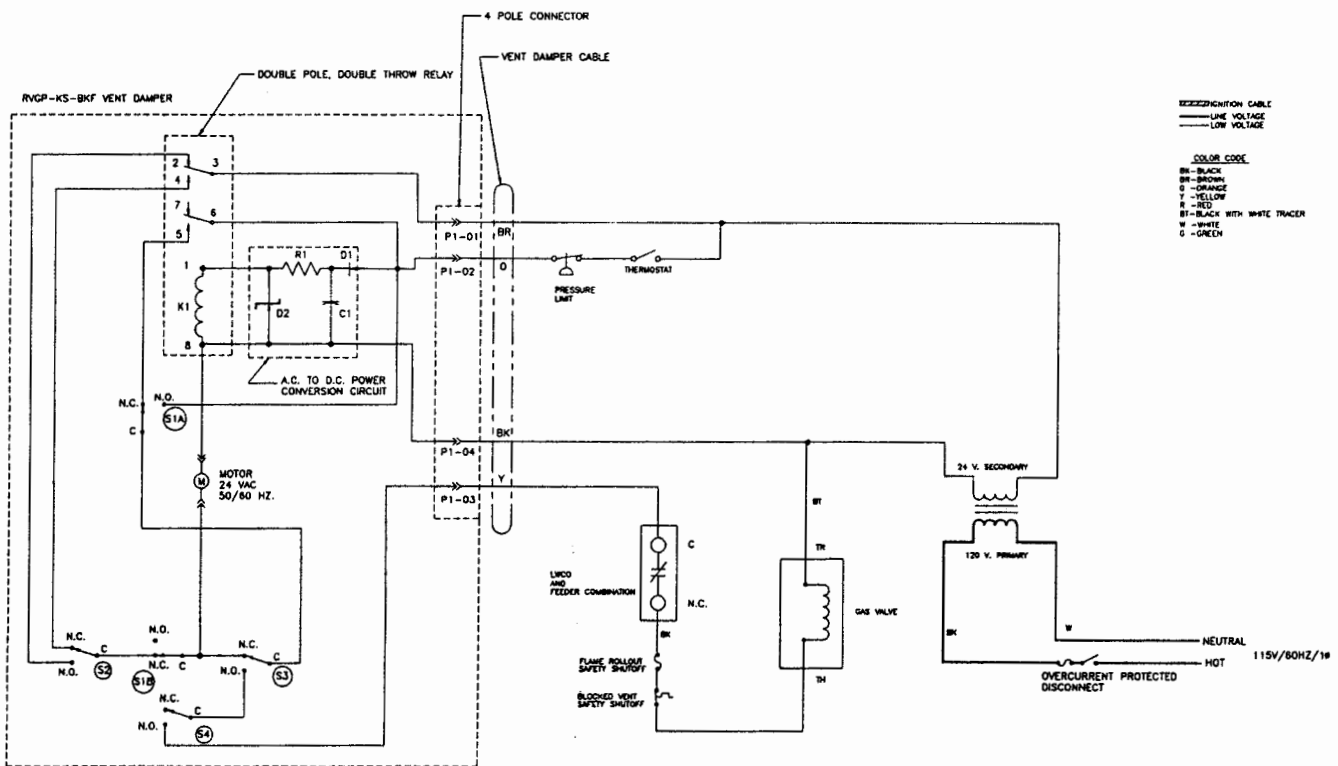 4 POLE CONNECTOR
VENT DAMPER CABLE
DOUBLE POLE, DOUBLE THROW RELAY
RVGP-KS-BKF VENT DAMPER
IGNITION CABLE
LINE VOLTAGE
LOW VOLTAGE
COLOR CODE
BK-BLACK
BR-BROWN
O -ORANGE
Y -YELLOW
R -RED
BT-BLACK WITH WHITE TRACER
W -WHITE
G -GREEN
2
3
4
7
6
5
P1-01
BR
R1
D1
1
P1-02
O
THERMOSTAT
PRESSURE
LIMIT
K1
D2
C1
8
A.C. TO D.C. POWER
CONVERSION CIRCUIT
N.C.
N.O.
S1A
C
BK
P1-04
24 V. SECONDARY
MOTOR
24 VAC
50/60 HZ.
M
Y
P1-03
BT
120 V. PRIMARY
C
TR
LWCO
AND
FEEDER COMBINATION
N.C.
GAS VALVE
BK
BK
W
NEUTRAL
115V/60HZ/1ø
HOT
OVERCURRENT PROTECTED
DISCONNECT
FLAME ROLLOUT
SAFETY SHUTOFF
TH
BLOCKED VENT
SAFETY SHUTOFF
N.C.
C
S2
N.O.
N.O.
N.C.
C
S1B
N.C.
C
S3
N.O.
N.C.
C
N.O.
S4